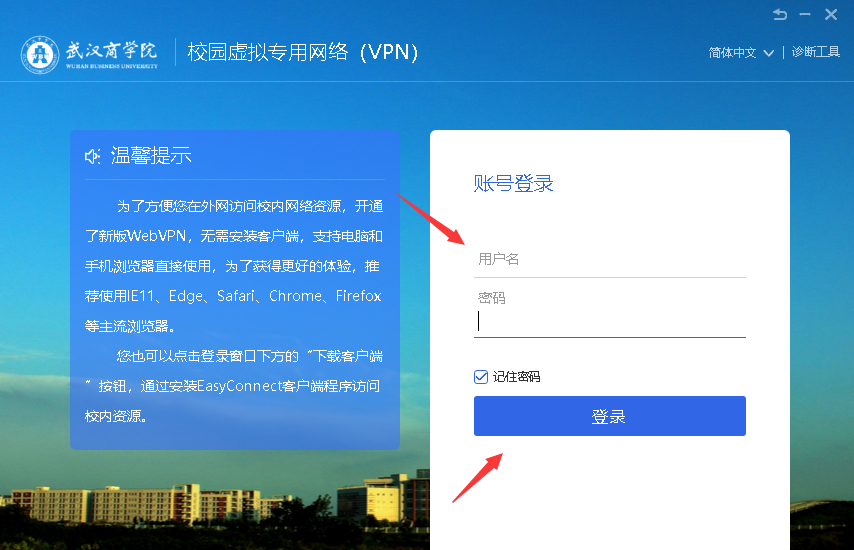 武汉商学院
WUHAN BUSINESS UNIVERSITY
校园虚拟专用网络（VPN）
简体中文
诊断工具
温馨提示
为了方便您在外网访问校内网络资源，开通
了新版WebVPN，无需安装客户端，支持电脑和
手机浏览器直接使用，为了获得更好的体验，推
荐使用IE11、Edge、Safari、Chrome、Firefox
等主流浏览器。
您也可以点击登录窗口下方的“下载客户端
”按钮，通过安装EasyConnect客户端程序访问
校内资源。
账号登录
用户名
密码
记住密码
登录